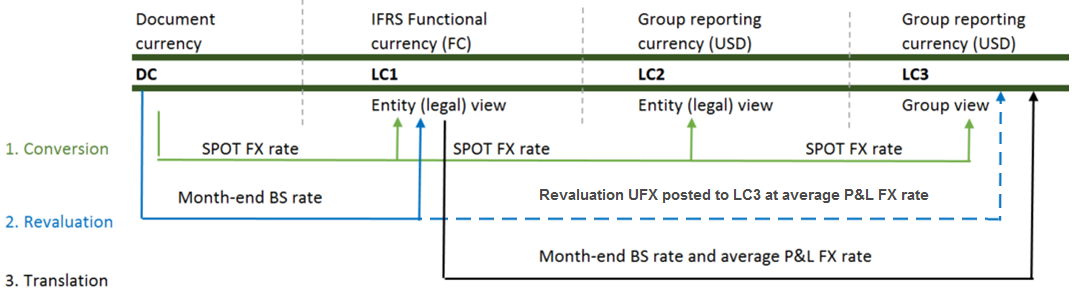 Document IFRS Functional Group reporting Group reporting
currency currency (FC) currency (USD) currency (USD)
DC LC1 LC2 LC3
Entity (legal) view Entity (legal) view Group view
1. Conversion SPOT FX rate SPOT FX rate SPOT FX rate
Month-end BS rate Revaluation UFX posted to LC3 at average P&L FX rate
2. Revaluation
Month-end BS rate and average P&L FX rate
3. Translation